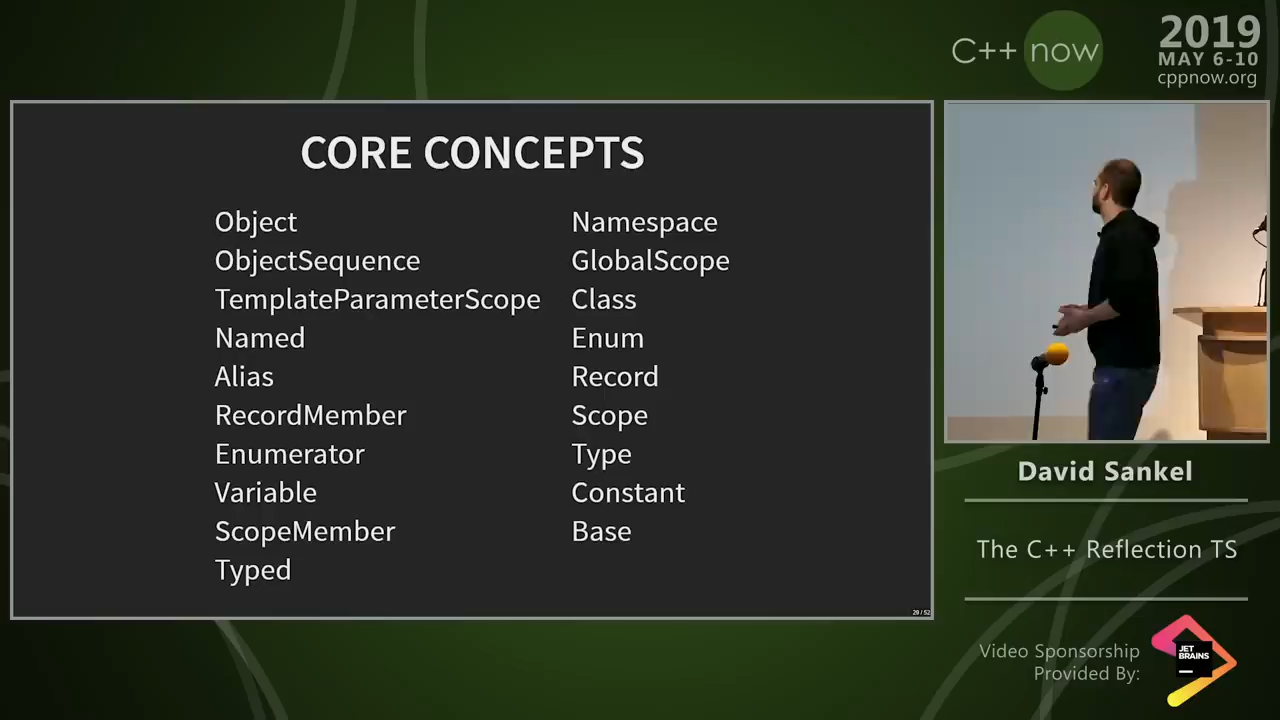 C++ now
2019
MAY 6-10
cppnow.org
CORE CONCEPTS
Object
ObjectSequence
TemplateParameterScope
Named
Alias
RecordMember
Enumerator
Variable
ScopeMember
Typed
Namespace
GlobalScope
Class
Enum
Record
Scope
Type
Constant
Base
29 / 52
David Sankel
The C++ Reflection TS
Video Sponsorship
Provided By:
JET
BRAINS